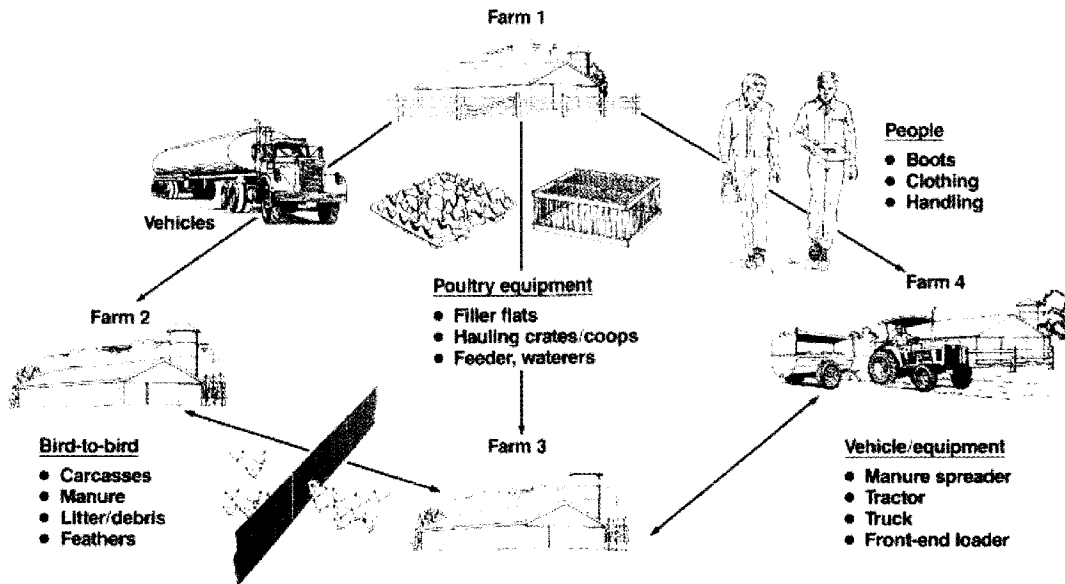 Farm 1
People
● Boots
● Clothing
● Handling
Vehicles
Poultry equipment
● Filler flats
● Hauling crates/coops
● Feeder, waterers
Farm 4
Farm 2
Farm 3
Bird-to-bird
● Carcasses
● Manure
● Litter/debris
● Feathers
Vehicle/equipment
● Manure spreader
● Tractor
● Truck
● Front-end loader